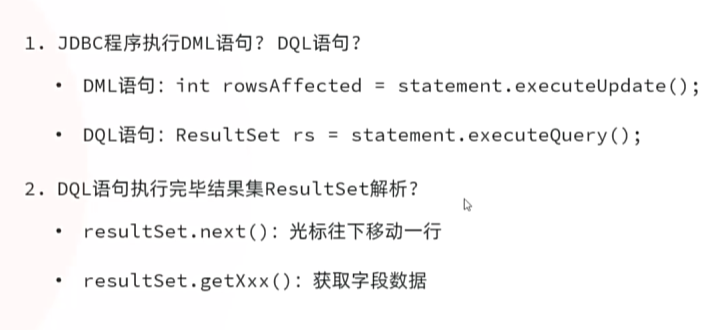 1. JDBC程序执行DML语句？DQL语句？
• DML语句：int rowsAffected = statement.executeUpdate();
• DQL语句：ResultSet rs = statement.executeQuery();
2. DQL语句执行完毕结果集ResultSet解析？
• resultSet.next()：光标往下移动一行
• resultSet.getXxx()：获取字段数据